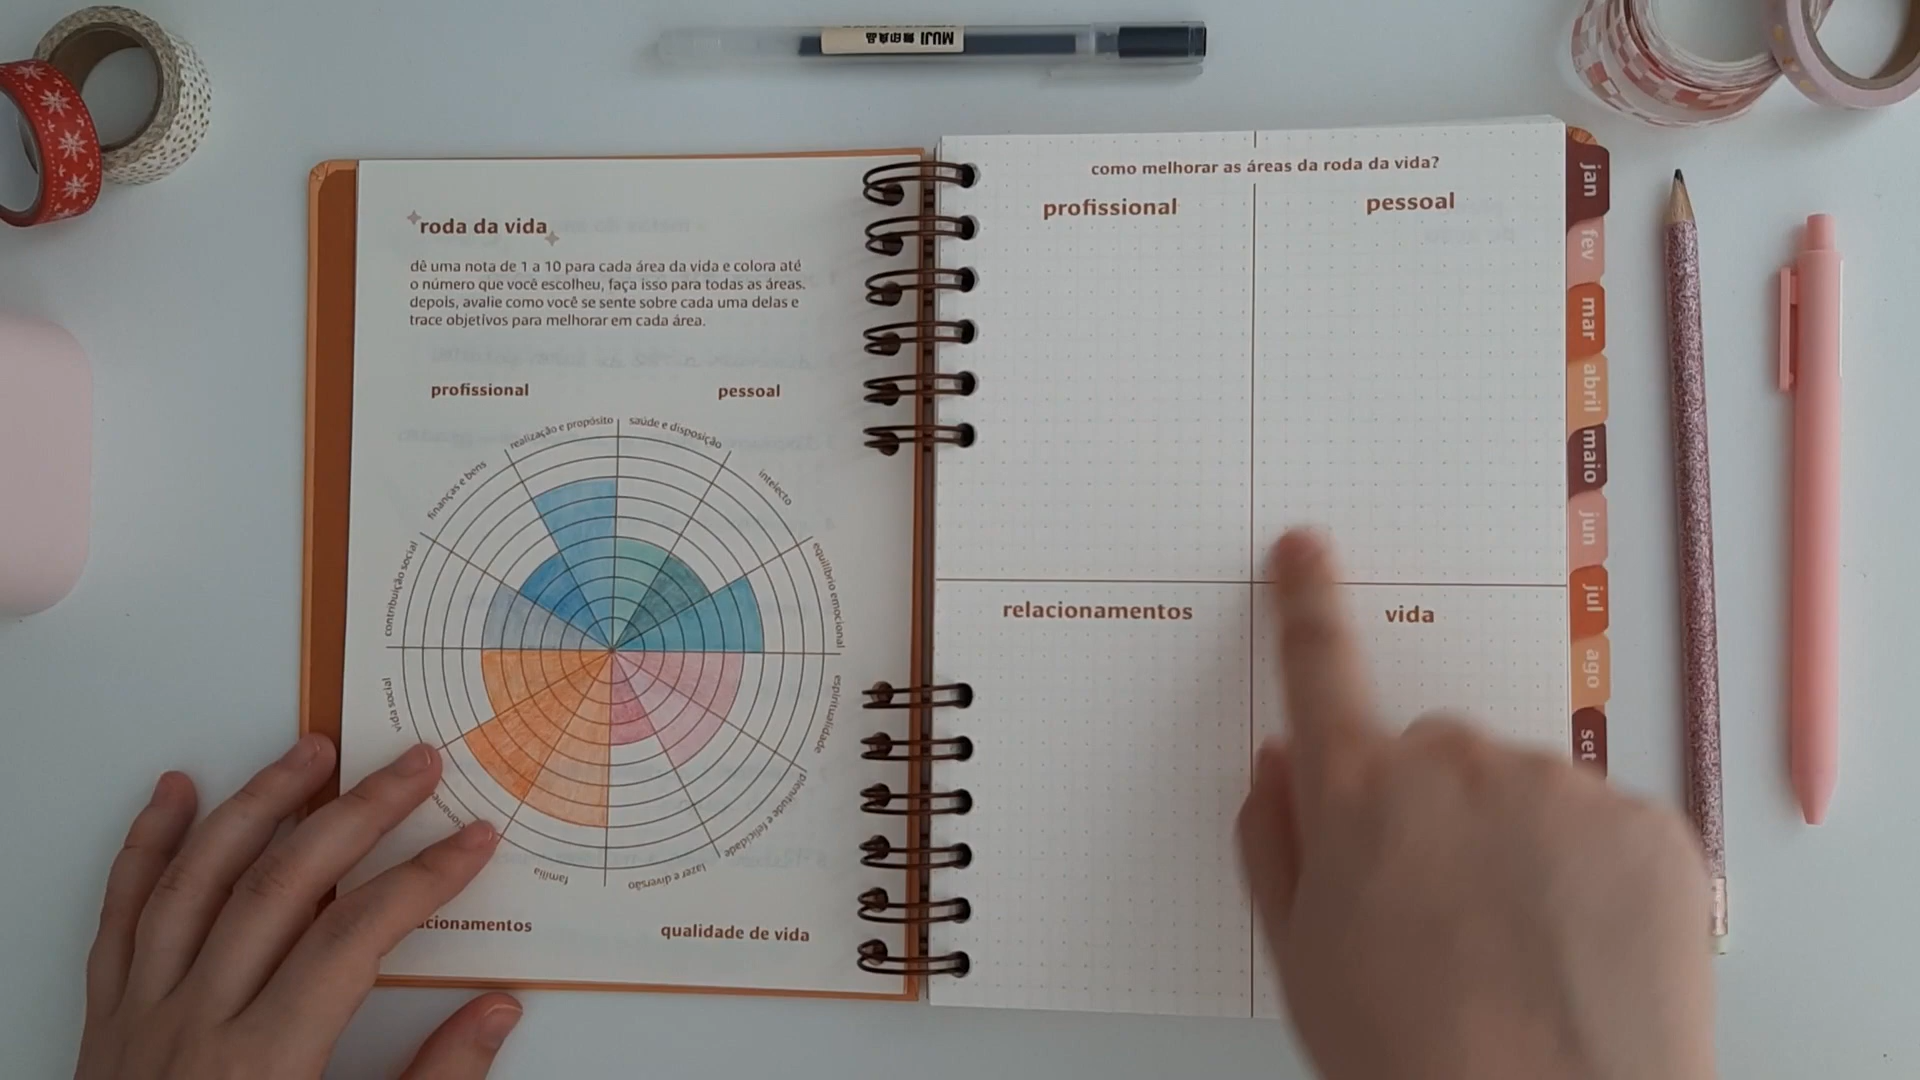 MUJI 無印良品
roda da vida
dê uma nota de 1 a 10 para cada área da vida e colora até
o número que você escolheu, faça isso para todas as áreas.
depois, avalie como você se sente sobre cada uma delas e
trace objetivos para melhorar em cada área.
profissional
pessoal
realização e propósito
saúde e disposição
finanças e bens
intelecto
contribuição social
equilíbrio emocional
vida social
espiritualidade
plenitude e felicidade
família
lazer e diversão
qualidade de vida
como melhorar as áreas da roda da vida?
profissional
pessoal
relacionamentos
vida
jan
fev
mar
abril
maio
jun
jul
ago
set